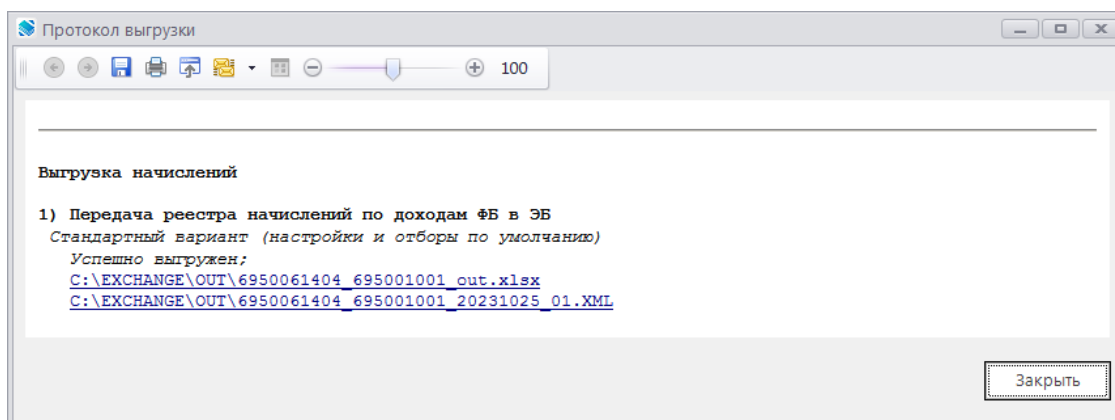 Протокол выгрузки
100
Выгрузка начислений
1) Передача реестра начислений по доходам ФБ в ЭБ
Стандартный вариант (настройки и отборы по умолчанию)
Успешно выгружен;
C:\EXCHANGE\OUT\6950061404_695001001_out.xlsx
C:\EXCHANGE\OUT\6950061404_695001001_20231025_01.XML
Закрыть